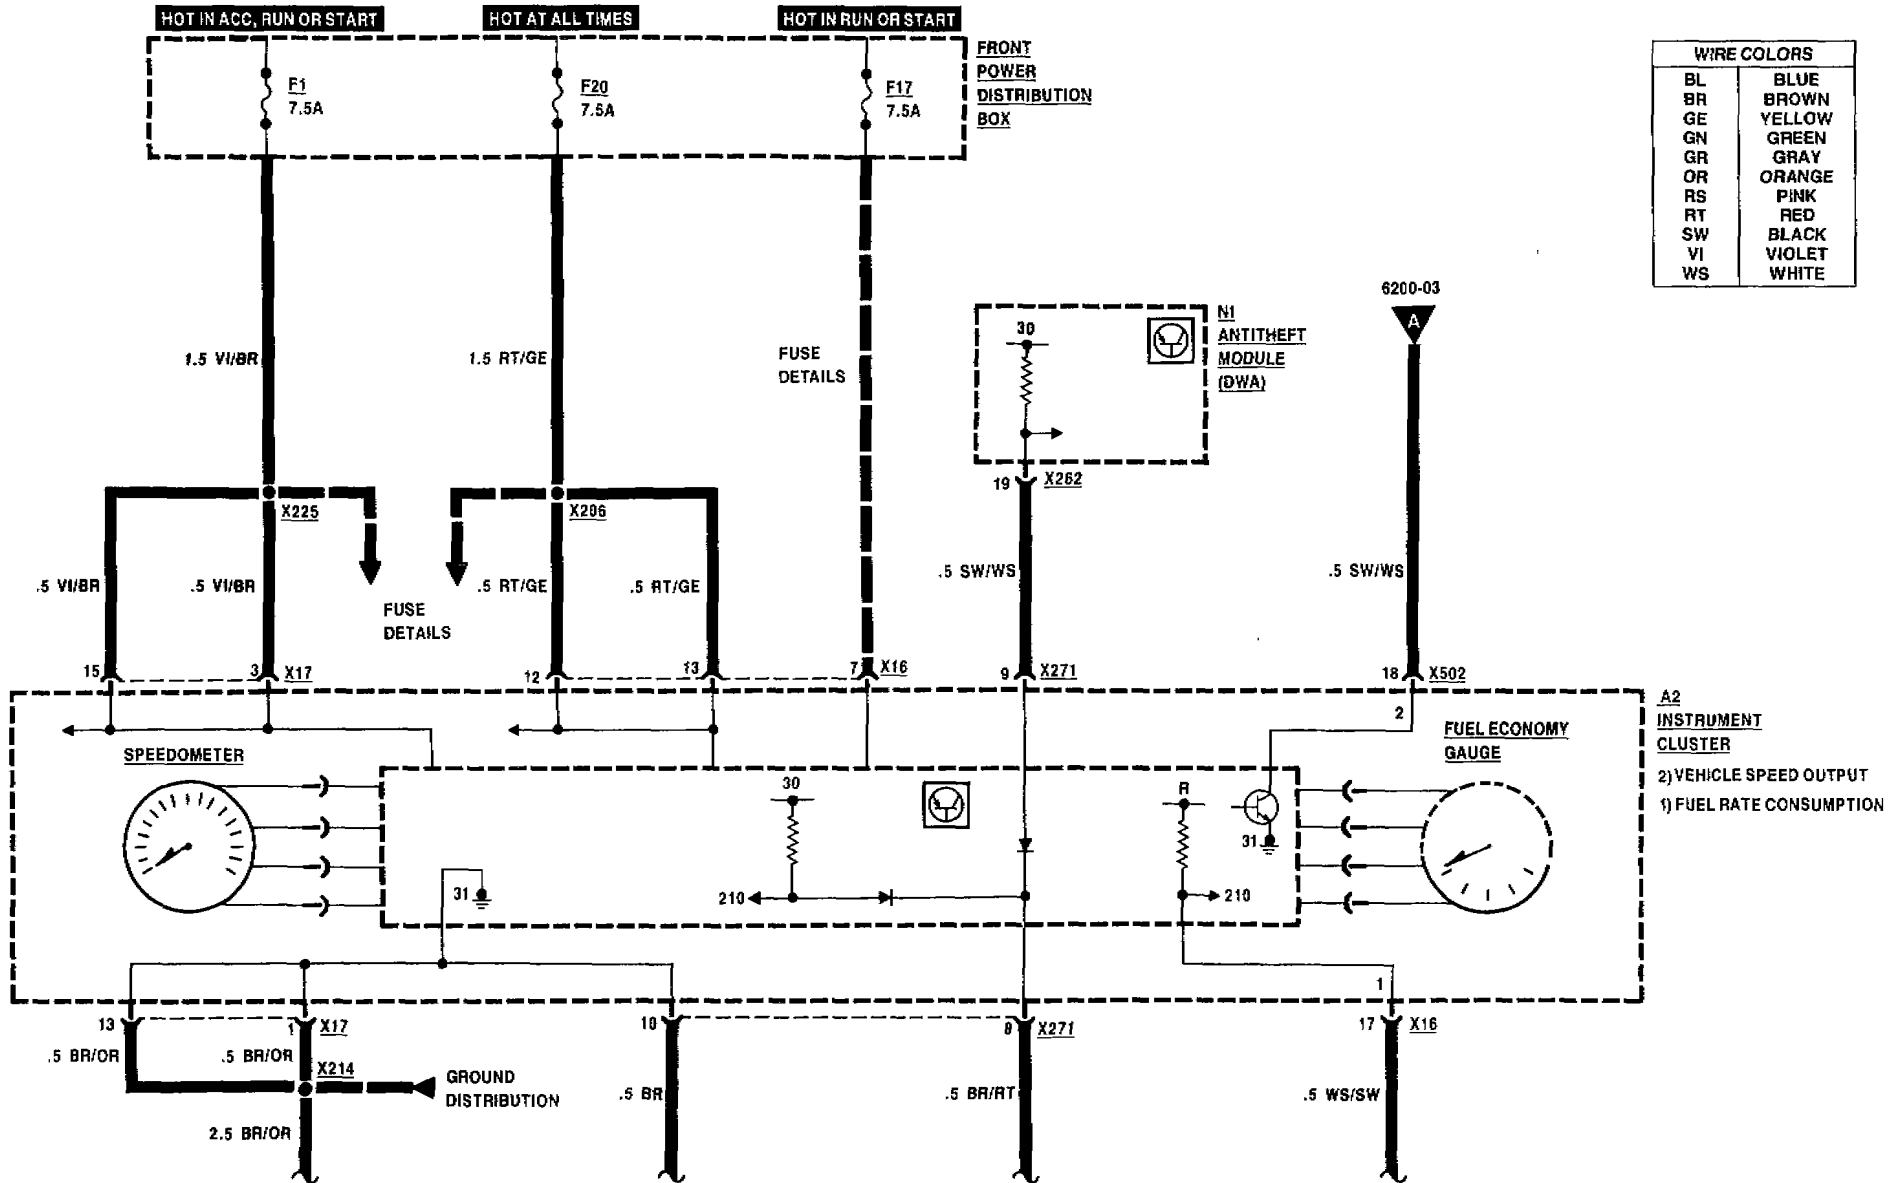 HOT IN ACC, RUN OR START
HOT AT ALL TIMES
HOT IN RUN OR START
FRONT
POWER
DISTRIBUTION
BOX
F1
7.5A
F20
7.5A
F17
7.5A
WIRE COLORS
BL BLUE
BR BROWN
GE YELLOW
GN GREEN
GR GRAY
OR ORANGE
RS PINK
RT RED
SW BLACK
VI VIOLET
WS WHITE
6200-03
A
30
N1
ANTITHEFT
MODULE
(DWA)
1.5 VI/BR
1.5 RT/GE
FUSE
DETAILS
19
X262
X225
X206
.5 VI/BR
.5 VI/BR
.5 RT/GE
.5 RT/GE
.5 SW/WS
.5 SW/WS
FUSE
DETAILS
15
3
X17
12
13
7
X16
9
X271
18
X502
A2
INSTRUMENT
CLUSTER
2) VEHICLE SPEED OUTPUT
1) FUEL RATE CONSUMPTION
2
SPEEDOMETER
FUEL ECONOMY
GAUGE
30
R
31
31
210
210
1
13
1
X17
10
8
X271
17
X16
.5 BR/OR
.5 BR/OR
X214
GROUND
DISTRIBUTION
.5 BR
.5 BR/RT
.5 WS/SW
2.5 BR/OR